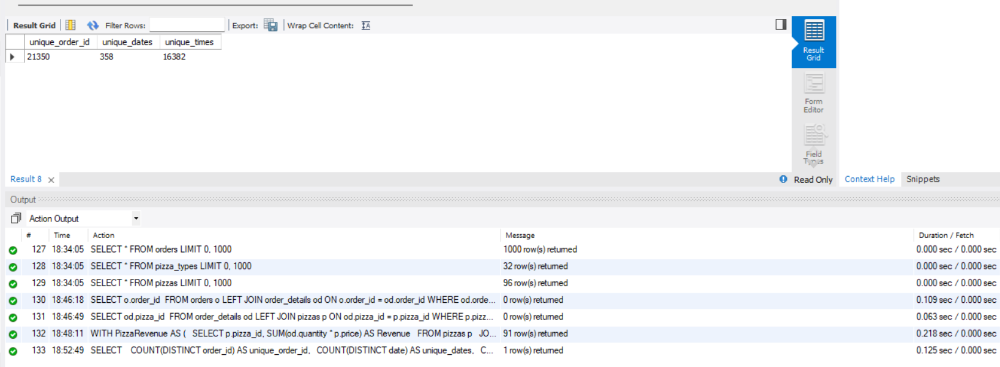 Result Grid Filter Rows: Export: Wrap Cell Content:
unique_order_id unique_dates unique_times
21350 358 16382
Result
Grid
Form
Editor
Field
Types
Result 8 Read Only Context Help Snippets
Output
Action Output
# Time Action Message Duration / Fetch
127 18:34:05 SELECT * FROM orders LIMIT 0, 1000 1000 row(s) returned 0.000 sec / 0.000 sec
128 18:34:05 SELECT * FROM pizza_types LIMIT 0, 1000 32 row(s) returned 0.000 sec / 0.000 sec
129 18:34:05 SELECT * FROM pizzas LIMIT 0, 1000 96 row(s) returned 0.000 sec / 0.000 sec
130 18:46:18 SELECT o.order_id FROM orders o LEFT JOIN order_details od ON o.order_id = od.order_id WHERE od.orde... 0 row(s) returned 0.109 sec / 0.000 sec
131 18:46:49 SELECT od.pizza_id FROM order_details od LEFT JOIN pizzas p ON od.pizza_id = p.pizza_id WHERE p.pizz... 0 row(s) returned 0.063 sec / 0.000 sec
132 18:48:11 WITH PizzaRevenue AS ( SELECT p.pizza_id, SUM(od.quantity * p.price) AS Revenue FROM pizzas p JO... 91 row(s) returned 0.218 sec / 0.000 sec
133 18:52:49 SELECT COUNT(DISTINCT order_id) AS unique_order_id, COUNT(DISTINCT date) AS unique_dates, C... 1 row(s) returned 0.125 sec / 0.000 sec